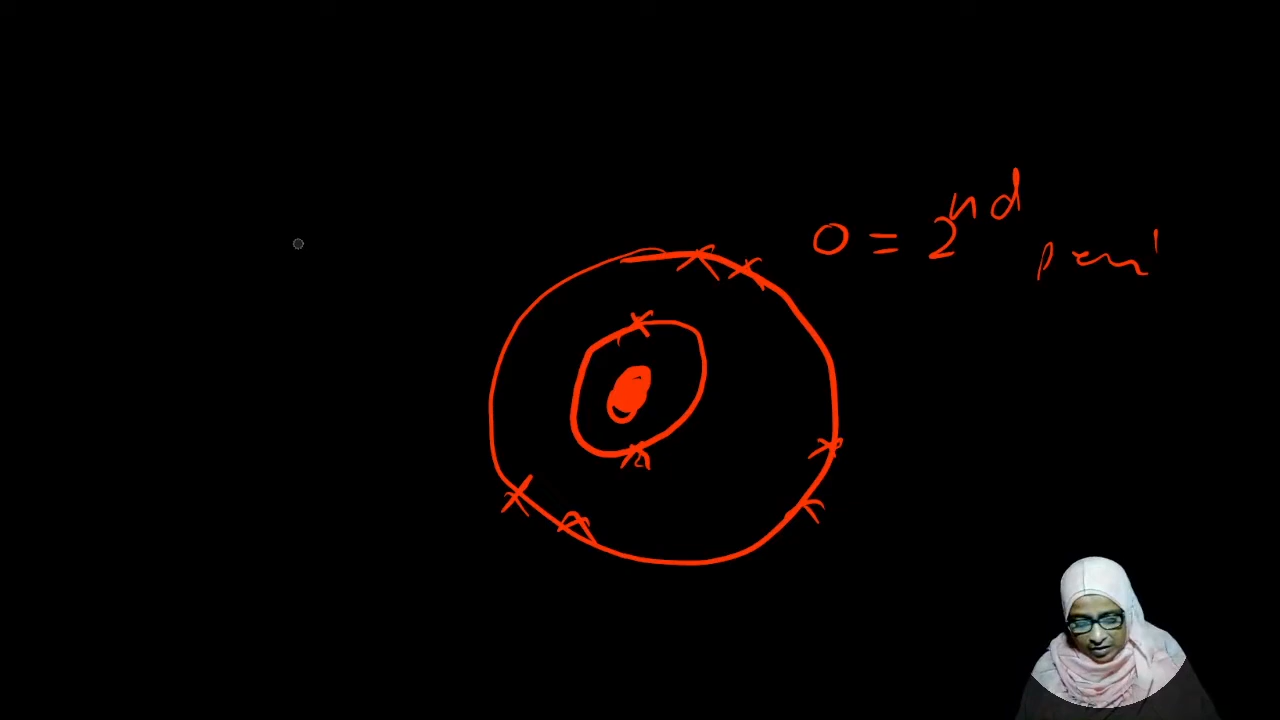 O = 2nd